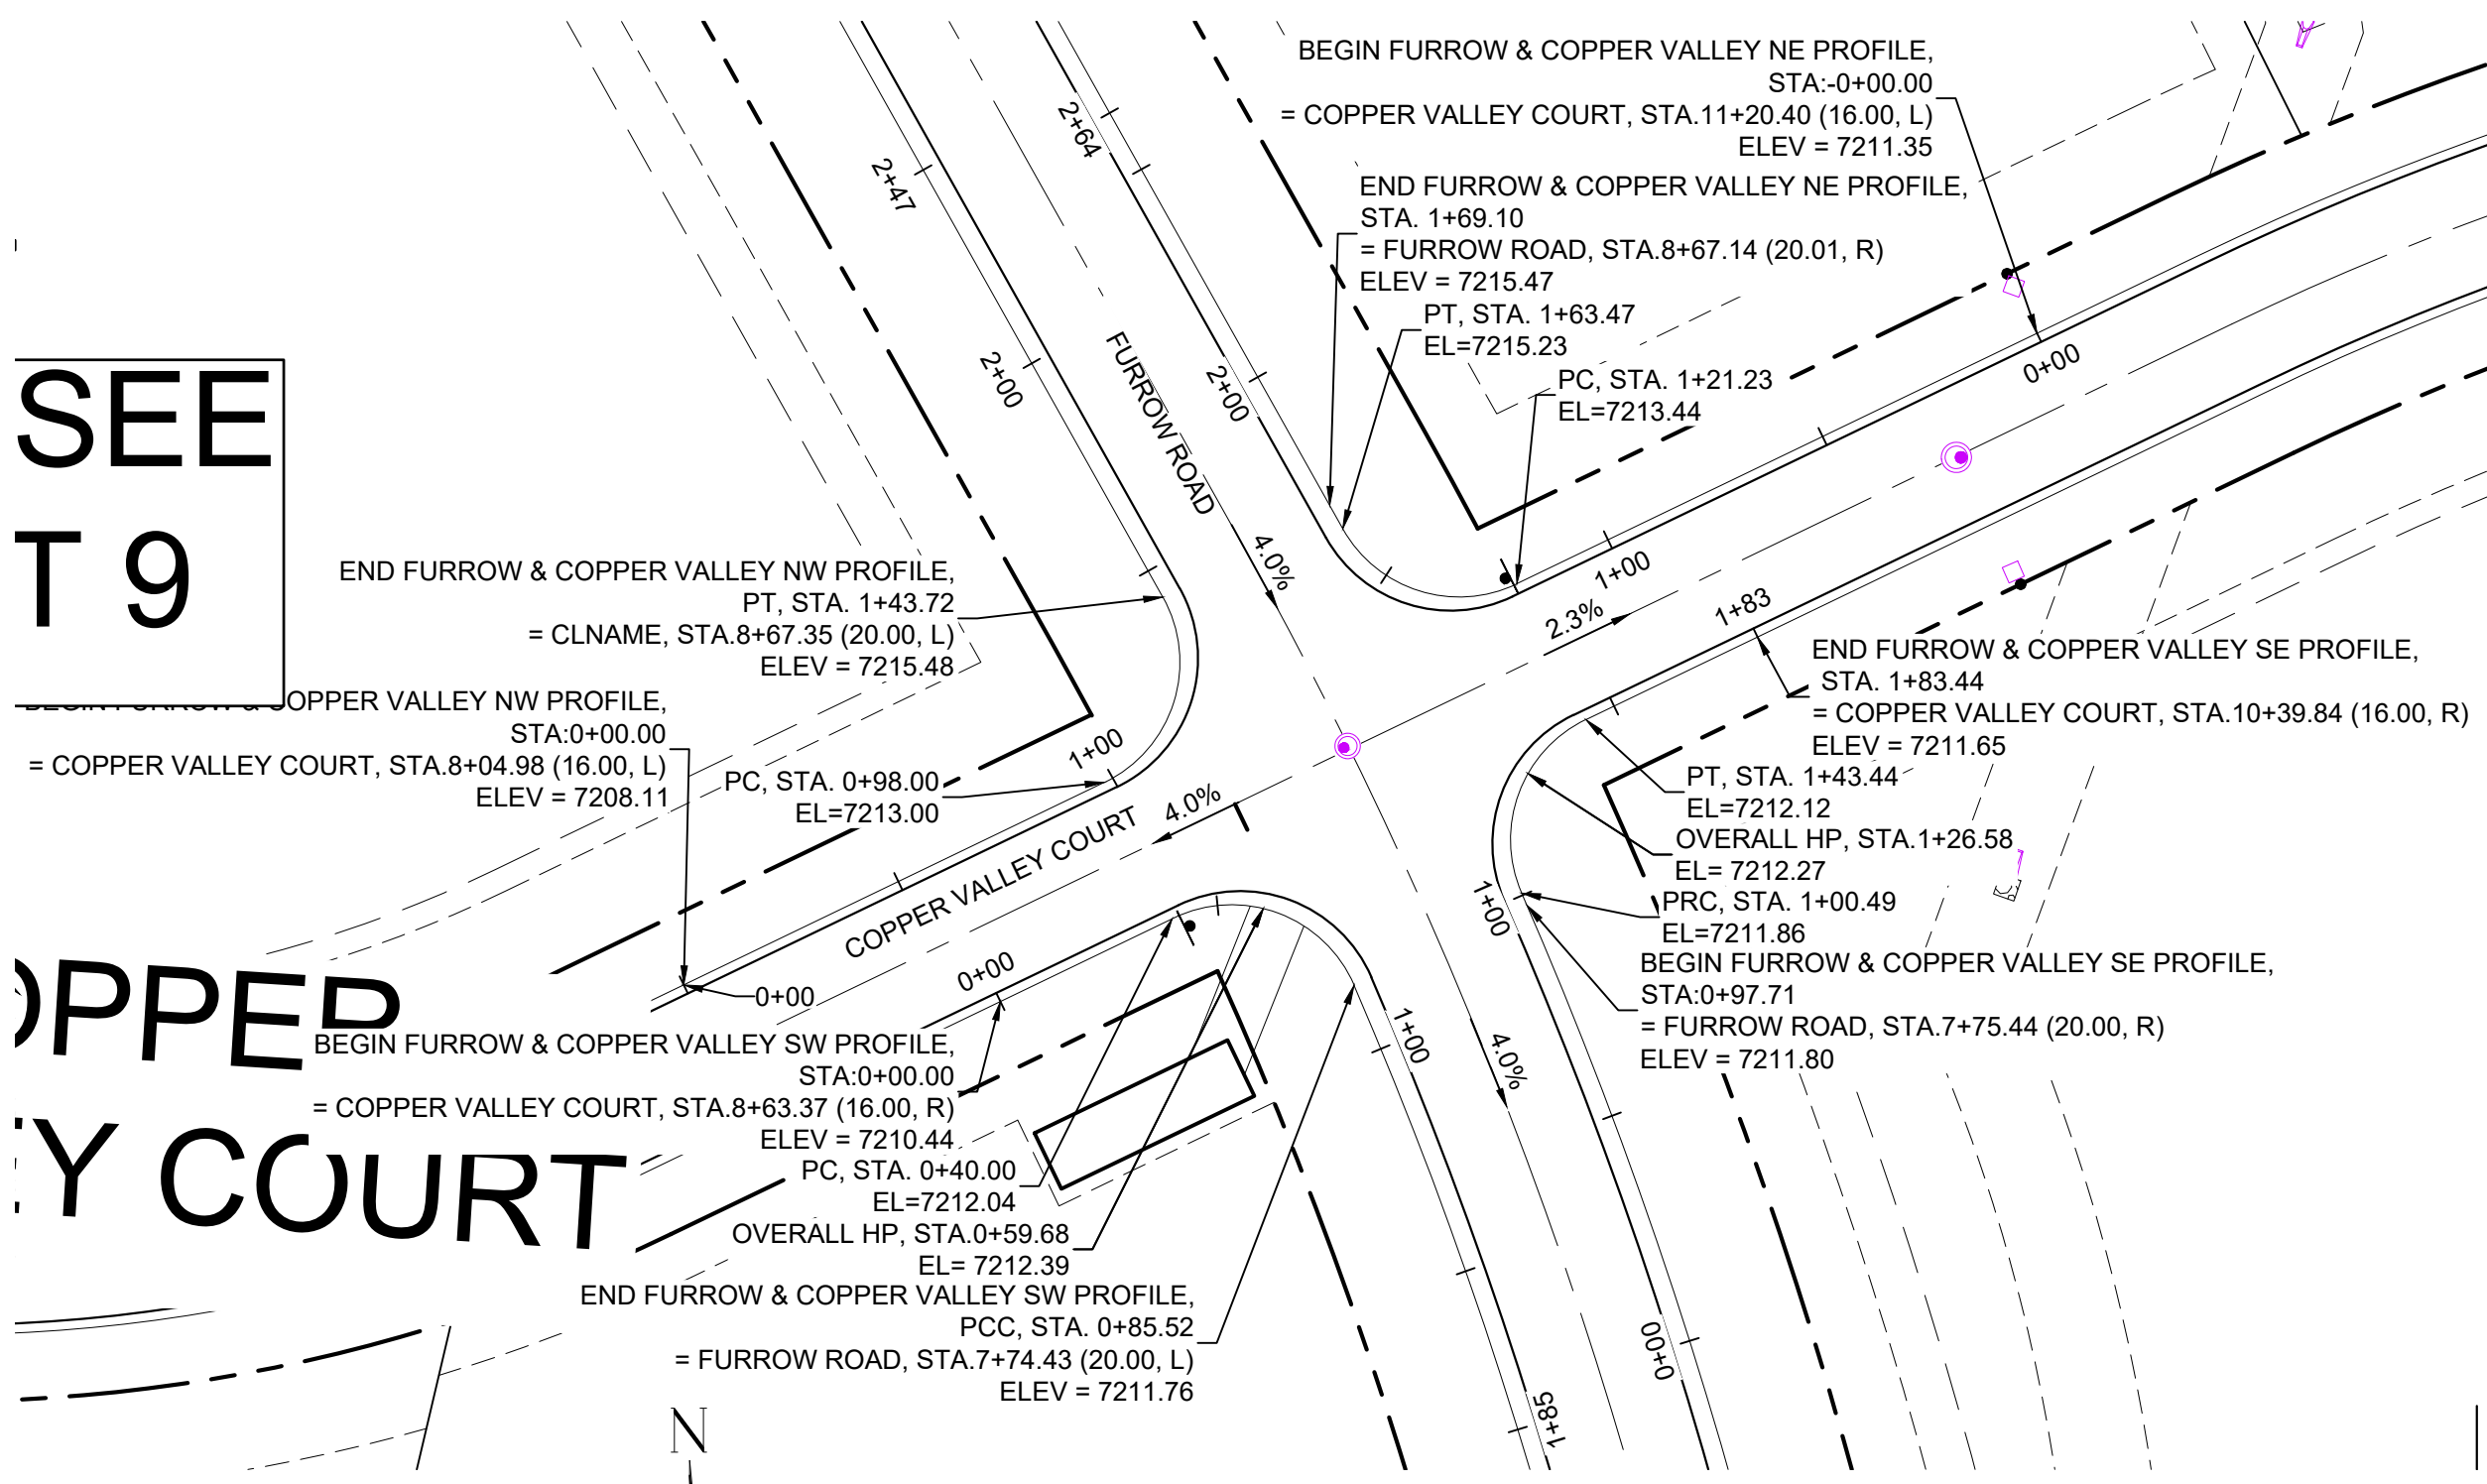 BEGIN FURROW & COPPER VALLEY NE PROFILE,
STA:-0+00.00
= COPPER VALLEY COURT, STA.11+20.40 (16.00, L)
ELEV = 7211.35
END FURROW & COPPER VALLEY NE PROFILE,
STA. 1+69.10
= FURROW ROAD, STA.8+67.14 (20.01, R)
ELEV = 7215.47
PT, STA. 1+63.47
EL=7215.23
PC, STA. 1+21.23
EL=7213.44
2+64
2+47
2+00
2+00
FURROW ROAD
4.0%
0+00
1+00
2.3%
1+83
SEE
T 9
END FURROW & COPPER VALLEY NW PROFILE,
PT, STA. 1+43.72
= CLNAME, STA.8+67.35 (20.00, L)
ELEV = 7215.48
BEGIN FURROW & COPPER VALLEY NW PROFILE,
STA:0+00.00
= COPPER VALLEY COURT, STA.8+04.98 (16.00, L)
ELEV = 7208.11
1+00
PC, STA. 0+98.00
EL=7213.00
4.0%
COPPER VALLEY COURT
0+00
0+00
END FURROW & COPPER VALLEY SE PROFILE,
STA. 1+83.44
= COPPER VALLEY COURT, STA.10+39.84 (16.00, R)
ELEV = 7211.65
PT, STA. 1+43.44
EL=7212.12
OVERALL HP, STA.1+26.58
EL= 7212.27
PRC, STA. 1+00.49
EL=7211.86
BEGIN FURROW & COPPER VALLEY SE PROFILE,
STA:0+97.71
= FURROW ROAD, STA.7+75.44 (20.00, R)
ELEV = 7211.80
1+00
1+00
4.0%
0+00
1+85
OPPER
EY COURT
BEGIN FURROW & COPPER VALLEY SW PROFILE,
STA:0+00.00
= COPPER VALLEY COURT, STA.8+63.37 (16.00, R)
ELEV = 7210.44
PC, STA. 0+40.00
EL=7212.04
OVERALL HP, STA.0+59.68
EL= 7212.39
END FURROW & COPPER VALLEY SW PROFILE,
PCC, STA. 0+85.52
= FURROW ROAD, STA.7+74.43 (20.00, L)
ELEV = 7211.76
N